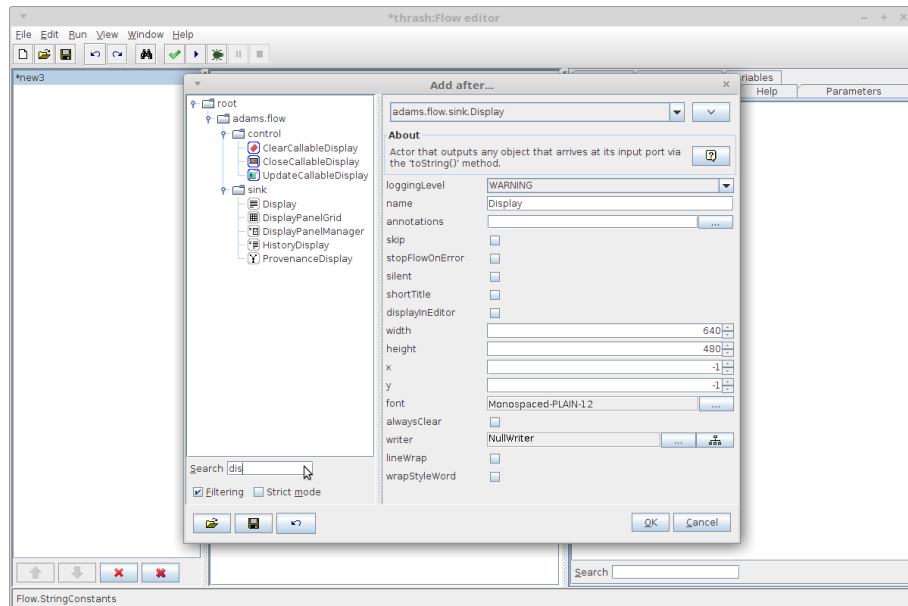 *thrash:Flow editor
File Edit Run View Window Help
*new3
riables
Help
Parameters
Add after...
root
adams.flow
control
ClearCallableDisplay
CloseCallableDisplay
UpdateCallableDisplay
sink
Display
DisplayPanelGrid
DisplayPanelManager
HistoryDisplay
ProvenanceDisplay
Search dis
Filtering Strict mode
adams.flow.sink.Display
About
Actor that outputs any object that arrives at its input port via
the 'toString()' method.
loggingLevel WARNING
name Display
annotations ...
skip
stopFlowOnError
silent
shortTitle
displayInEditor
width 640
height 480
x -1
y -1
font Monospaced-PLAIN-12 ...
alwaysClear
writer NullWriter ...
lineWrap
wrapStyleWord
OK Cancel
Search
Flow.StringConstants